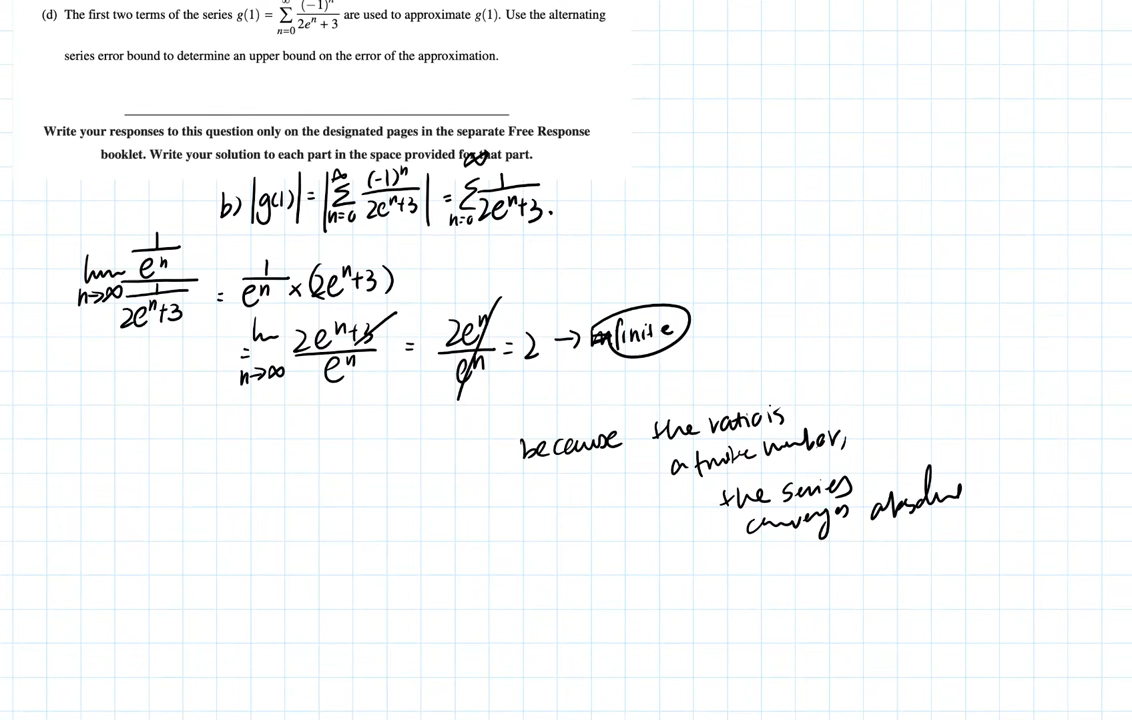 (d) The first two terms of the series g(1) = ∞ ∑ n=0 (−1)^n / (2e^n + 3) are used to approximate g(1). Use the alternating
series error bound to determine an upper bound on the error of the approximation.
Write your responses to this question only on the designated pages in the separate Free Response
booklet. Write your solution to each part in the space provided for that part.
b) |g(1)| = |∞ ∑ n=0 (-1)^n / (2e^n+3)| = ∞ ∑ n=0 1 / (2e^n+3).
lim n→∞ (1/e^n) / (1/(2e^n+3)) = 1/e^n × (2e^n+3)
= lim n→∞ (2e^n+3) / e^n = 2e^n / e^n = 2 → finite
because the ratio is
a finite number,
the series
converges